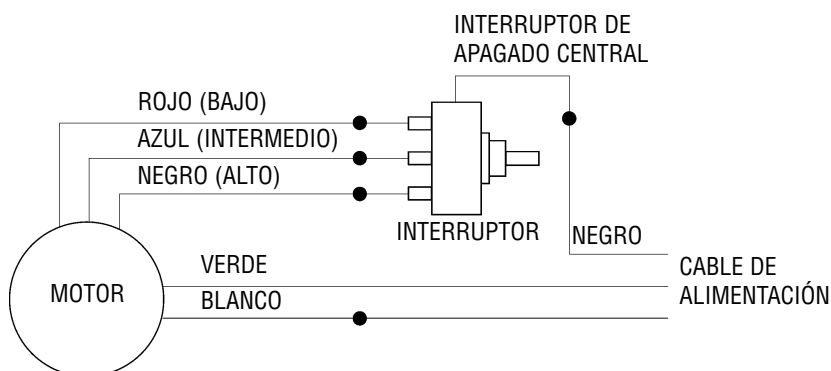 INTERRUPTOR DE
APAGADO CENTRAL
ROJO (BAJO)
AZUL (INTERMEDIO)
NEGRO (ALTO)
INTERRUPTOR
NEGRO
VERDE
CABLE DE
ALIMENTACIÓN
MOTOR
BLANCO